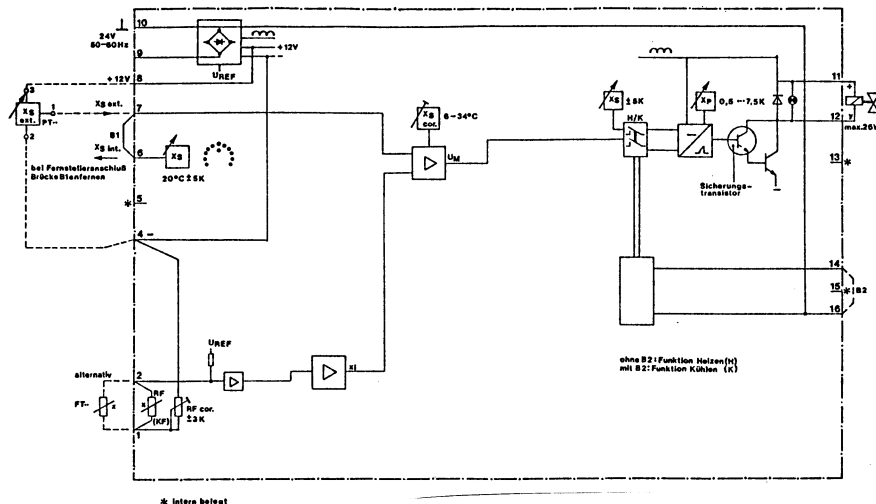 10
24V
50-60Hz
9
+12V
UREF
+12V
8
3
XS
ext.
1
PT··
2
XS ext.
7
B1
XS int.
6
XS
20°C±5K
bei Fernstelleranschluß
Brücke B1 entfernen
* 5
4 −
XS
cor.
6-34°C
UM
XS
±5K
H/K
XP
0,5 ···7,5K
11
+
12
y
max.25W
13
*
Sicherungs-
transistor
14
15
*
B2
16
ohne B2: Funktion Heizen(H)
mit B2: Funktion Kühlen (K)
UREF
xi
alternativ
2
FT··
x
RF
x
(KF)
RF cor.
±3K
1
* intern belegt